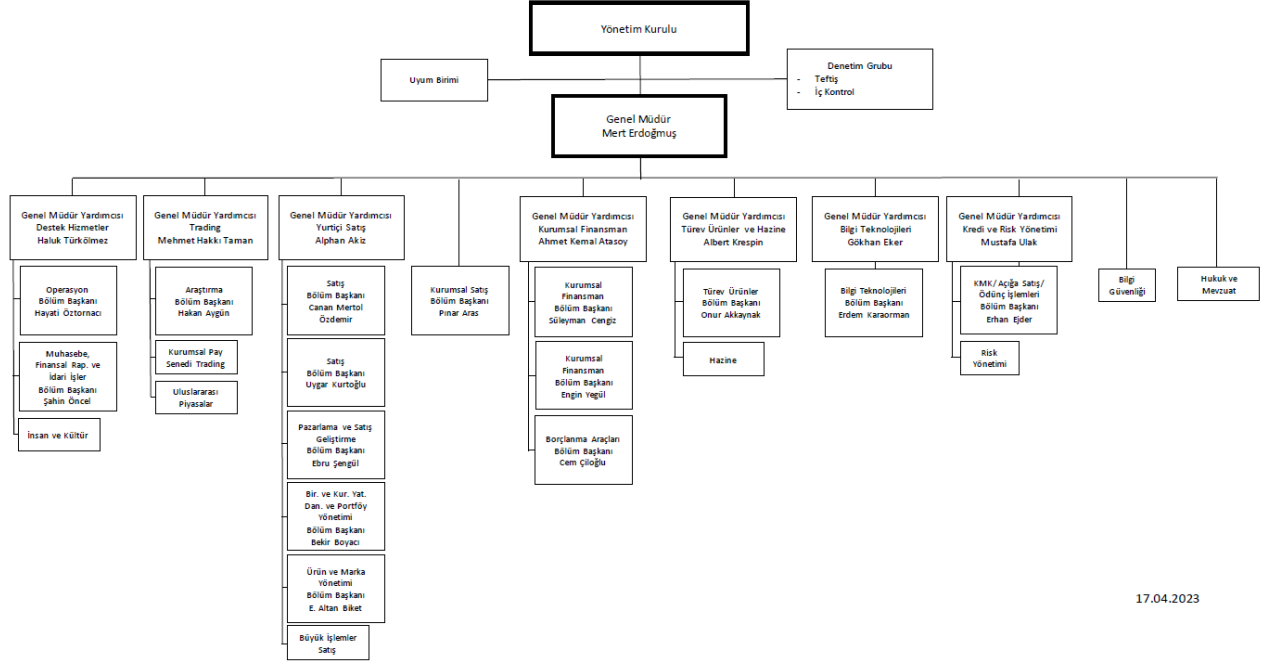 Yönetim Kurulu
Uyum Birimi
Denetim Grubu
- Teftiş
- İç Kontrol
Genel Müdür
Mert Erdoğmuş
Genel Müdür Yardımcısı
Destek Hizmetler
Haluk Türkölmez
Operasyon
Bölüm Başkanı
Hayati Öztornacı
Muhasebe,
Finansal Rap. ve
İdari İşler
Bölüm Başkanı
Şahin Öncel
İnsan ve Kültür
Genel Müdür Yardımcısı
Trading
Mehmet Hakkı Taman
Araştırma
Bölüm Başkanı
Hakan Aygün
Kurumsal Pay
Senedi Trading
Uluslararası
Piyasalar
Genel Müdür Yardımcısı
Yurtiçi Satış
Alphan Akiz
Satış
Bölüm Başkanı
Canan Mertol
Özdemir
Satış
Bölüm Başkanı
Uygar Kurtoğlu
Pazarlama ve Satış
Geliştirme
Bölüm Başkanı
Ebru Şengül
Bir. ve Kur. Yat.
Dan. ve Portföy
Yönetimi
Bölüm Başkanı
Bekir Boyacı
Ürün ve Marka
Yönetimi
Bölüm Başkanı
E. Altan Biket
Büyük İşlemler
Satış
Kurumsal Satış
Bölüm Başkanı
Pınar Aras
Genel Müdür Yardımcısı
Kurumsal Finansman
Ahmet Kemal Atasoy
Kurumsal
Finansman
Bölüm Başkanı
Süleyman Cengiz
Kurumsal
Finansman
Bölüm Başkanı
Engin Yegül
Borçlanma Araçları
Bölüm Başkanı
Cem Çiloğlu
Genel Müdür Yardımcısı
Türev Ürünler ve Hazine
Albert Krespin
Türev Ürünler
Bölüm Başkanı
Onur Akkaynak
Hazine
Genel Müdür Yardımcısı
Bilgi Teknolojileri
Gökhan Eker
Bilgi Teknolojileri
Bölüm Başkanı
Erdem Karaorman
Genel Müdür Yardımcısı
Kredi ve Risk Yönetimi
Mustafa Ulak
KMK/Açığa Satış/
Ödünç İşlemleri
Bölüm Başkanı
Erhan Ejder
Risk
Yönetimi
Bilgi
Güvenliği
Hukuk ve
Mevzuat
17.04.2023